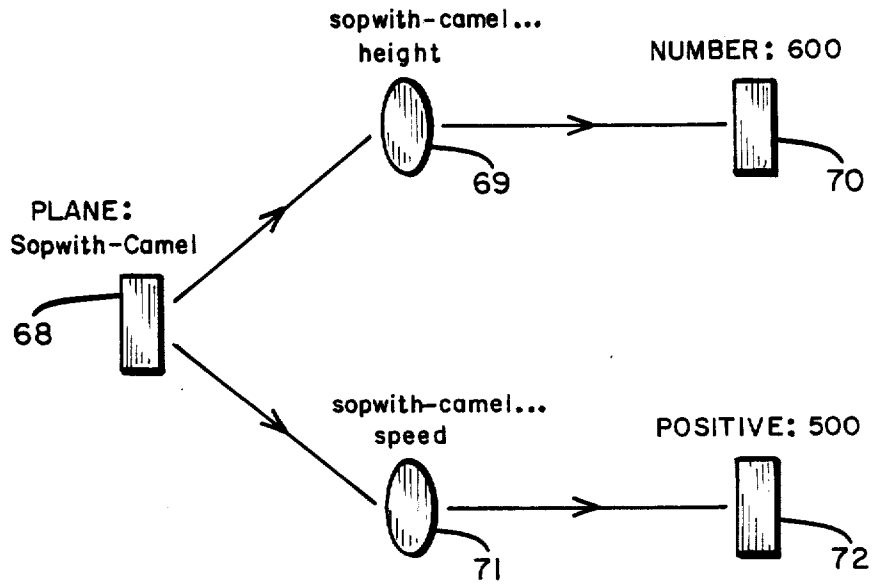 sopwith-camel...
height
NUMBER: 600
69
70
PLANE:
Sopwith-Camel
68
sopwith-camel...
speed
POSITIVE: 500
71
72